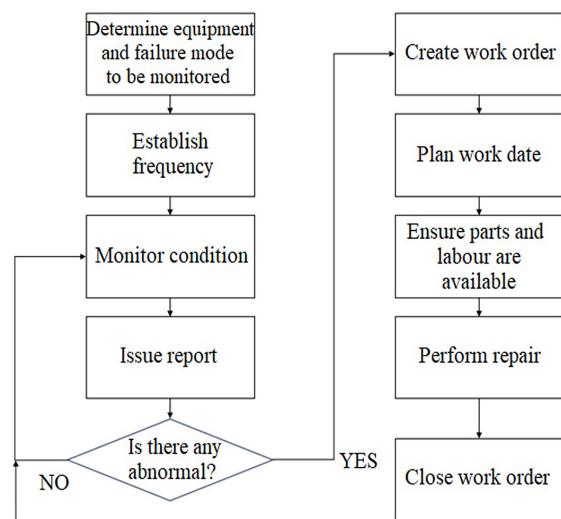 Determine equipment
and failure mode
to be monitored
Establish
frequency
Monitor condition
Issue report
Is there any
abnormal?
NO
YES
Create work order
Plan work date
Ensure parts and
labour are
available
Perform repair
Close work order